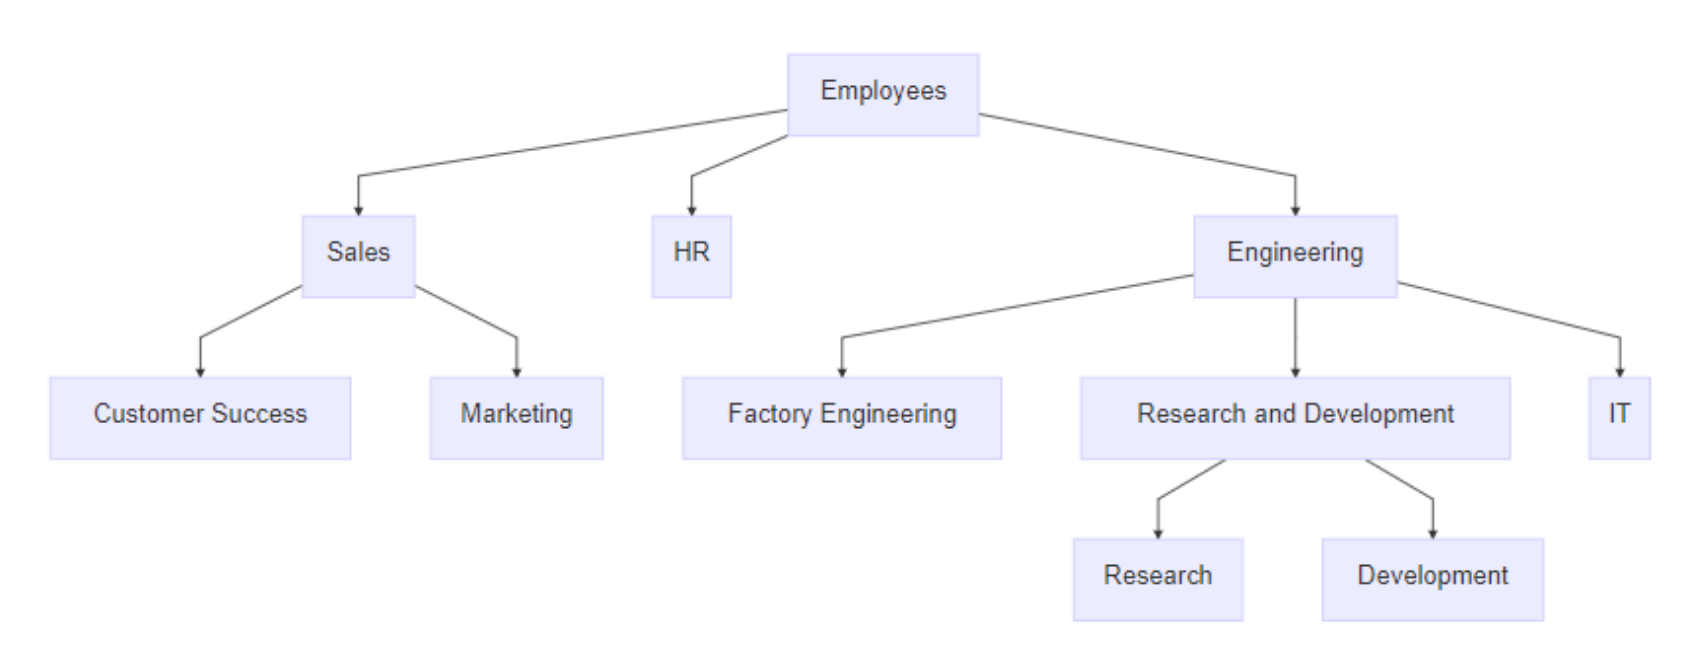 Employees
Sales
HR
Engineering
Customer Success
Marketing
Factory Engineering
Research and Development
IT
Research
Development